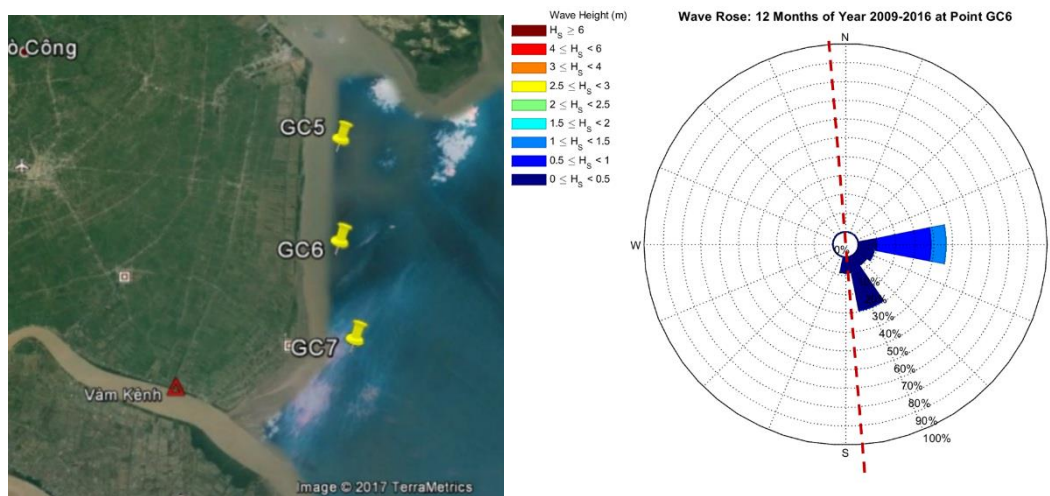 ò Công
GC5
GC6
GC7
Vàm Kênh
Image © 2017 TerraMetrics
Wave Height (m)
H_S ≥ 6
4 ≤ H_S < 6
3 ≤ H_S < 4
2.5 ≤ H_S < 3
2 ≤ H_S < 2.5
1.5 ≤ H_S < 2
1 ≤ H_S < 1.5
0.5 ≤ H_S < 1
0 ≤ H_S < 0.5
Wave Rose: 12 Months of Year 2009-2016 at Point GC6
N
W
0%
30%
40%
50%
60%
70%
80%
90%
100%
S